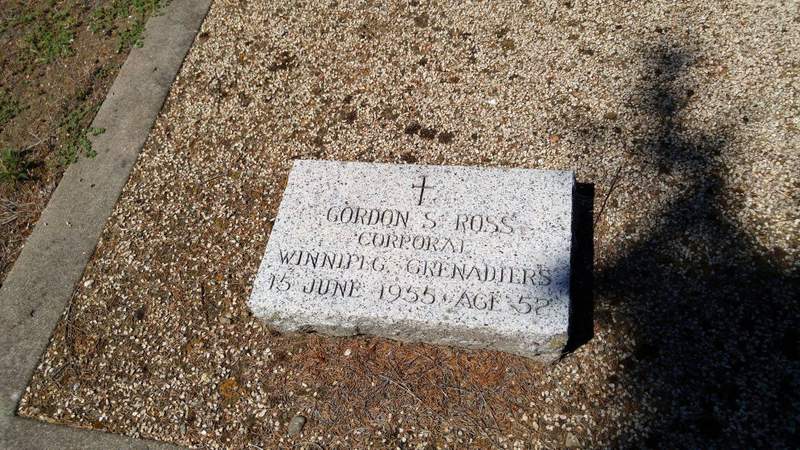 GORDON S. ROSS
CORPORAL
WINNIPEG GRENADIERS
15 JUNE 1955 AGE 52